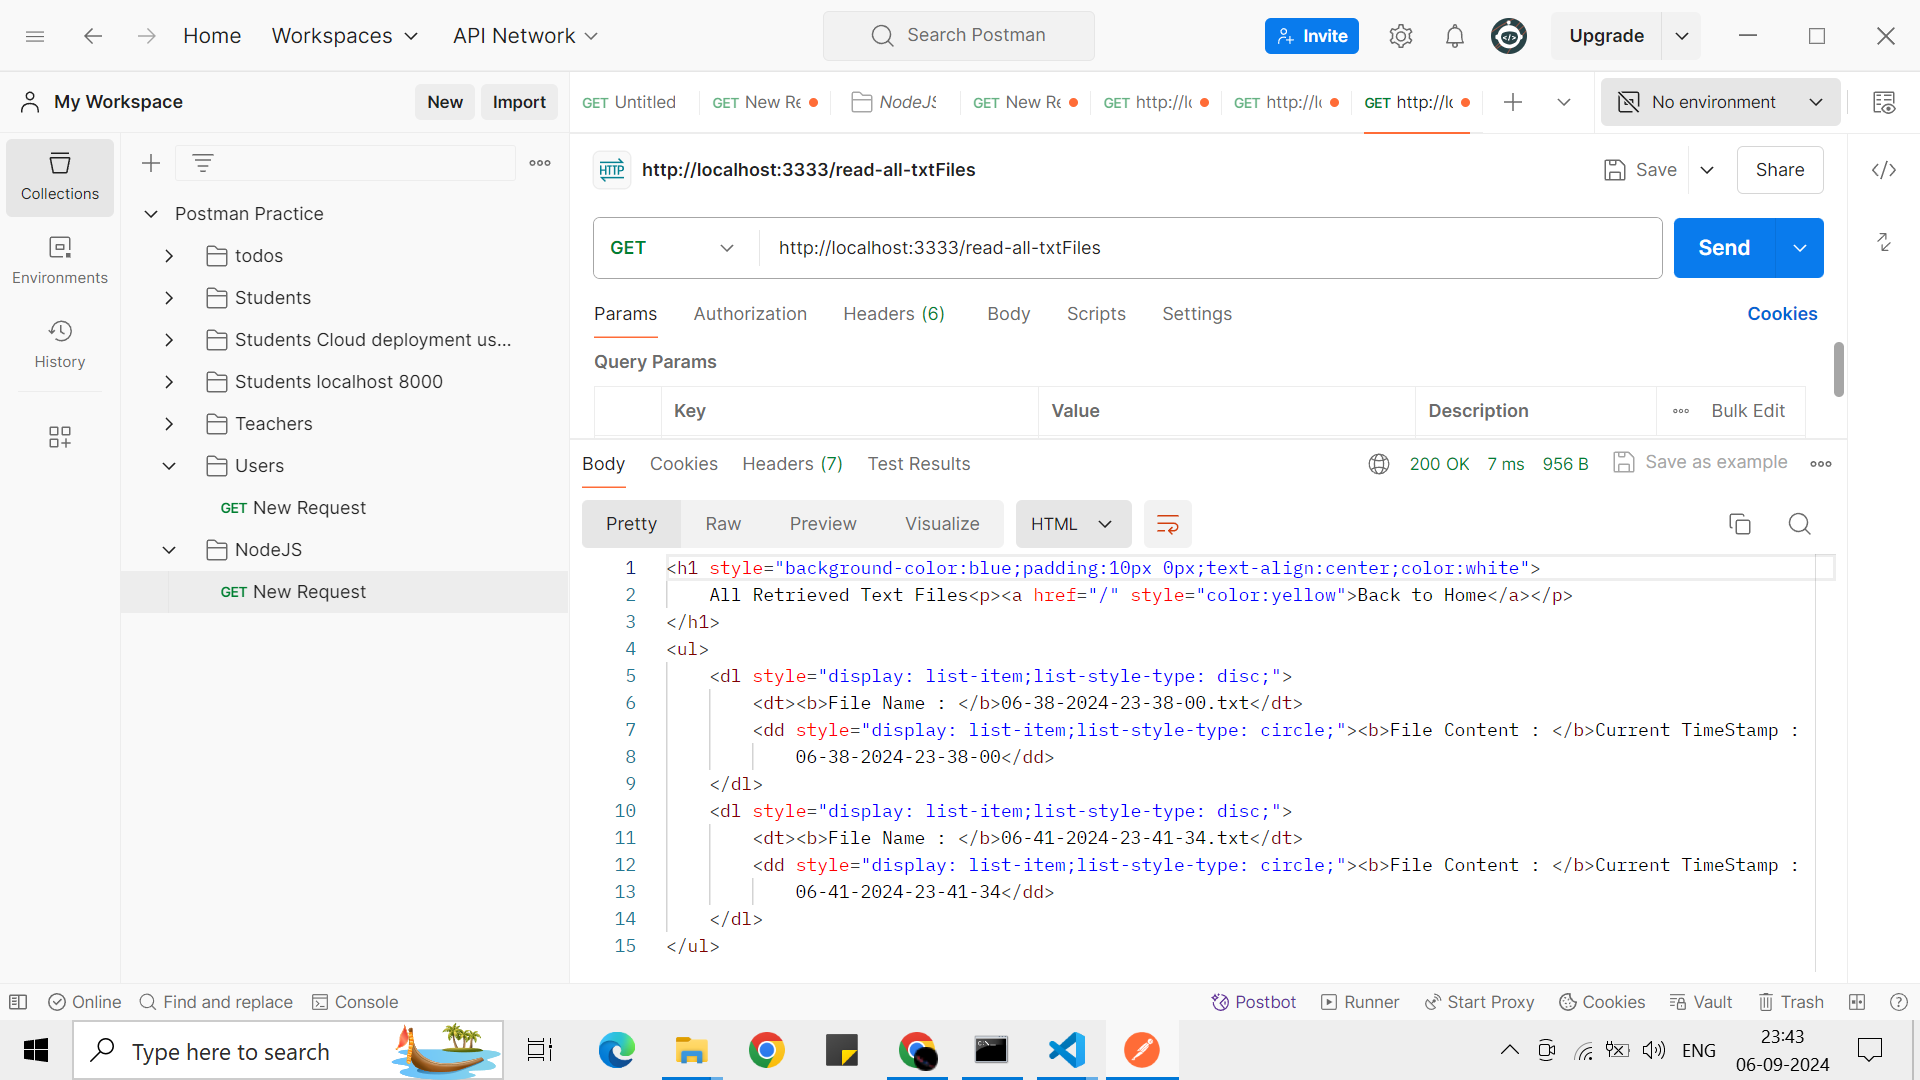 Home Workspaces API Network Search Postman Invite Upgrade
My Workspace New Import GET Untitled GET New Re NodeJS GET New Re GET http://lo GET http://lo GET http://lo No environment
Collections
Environments
History
Postman Practice
todos
Students
Students Cloud deployment us...
Students localhost 8000
Teachers
Users
GET New Request
NodeJS
GET New Request
HTTP http://localhost:3333/read-all-txtFiles Save Share
GET http://localhost:3333/read-all-txtFiles Send
Params Authorization Headers (6) Body Scripts Settings Cookies
Query Params
Key Value Description Bulk Edit
Body Cookies Headers (7) Test Results 200 OK 7 ms 956 B Save as example
Pretty Raw Preview Visualize HTML
1 <h1 style="background-color:blue;padding:10px 0px;text-align:center;color:white">
2 All Retrieved Text Files<p><a href="/" style="color:yellow">Back to Home</a></p>
3 </h1>
4 <ul>
5 <dl style="display: list-item;list-style-type: disc;">
6 <dt><b>File Name : </b>06-38-2024-23-38-00.txt</dt>
7 <dd style="display: list-item;list-style-type: circle;"><b>File Content : </b>Current TimeStamp :
8 06-38-2024-23-38-00</dd>
9 </dl>
10 <dl style="display: list-item;list-style-type: disc;">
11 <dt><b>File Name : </b>06-41-2024-23-41-34.txt</dt>
12 <dd style="display: list-item;list-style-type: circle;"><b>File Content : </b>Current TimeStamp :
13 06-41-2024-23-41-34</dd>
14 </dl>
15 </ul>
Online Find and replace Console Postbot Runner Start Proxy Cookies Vault Trash
Type here to search ENG 23:43
06-09-2024